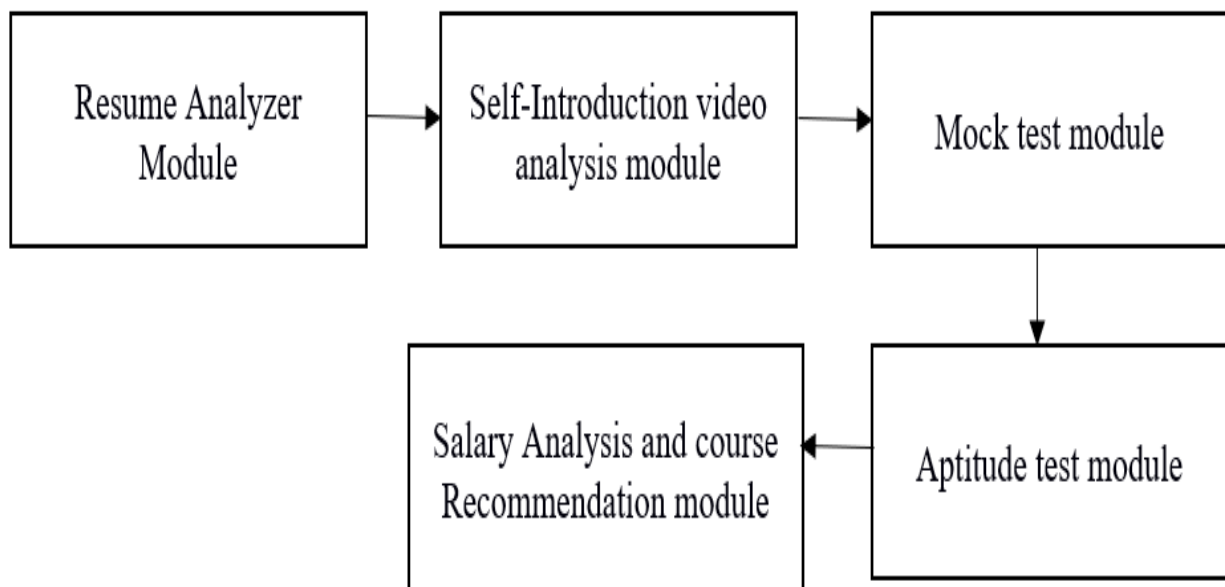 Resume Analyzer
Module
Self-Introduction video
analysis module
Mock test module
Aptitude test module
Salary Analysis and course
Recommendation module